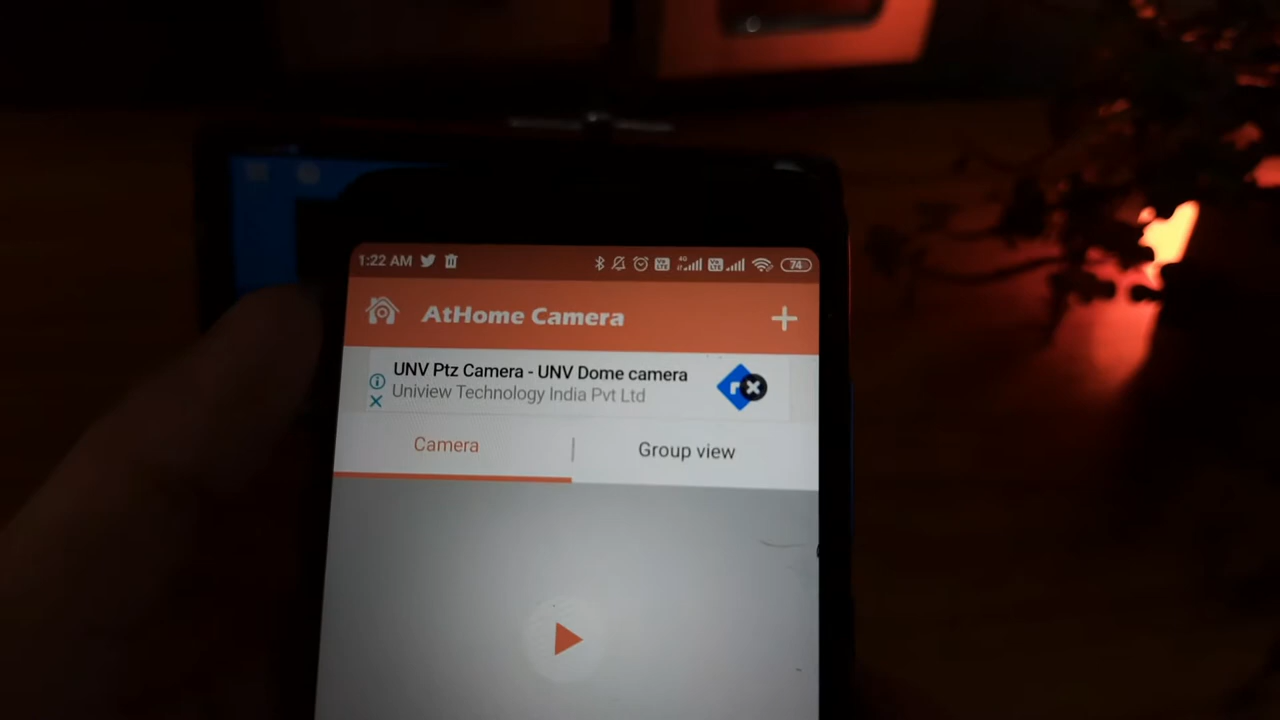 1:22 AM 4G 74
AtHome Camera
UNV Ptz Camera - UNV Dome camera
Uniview Technology India Pvt Ltd
Camera | Group view